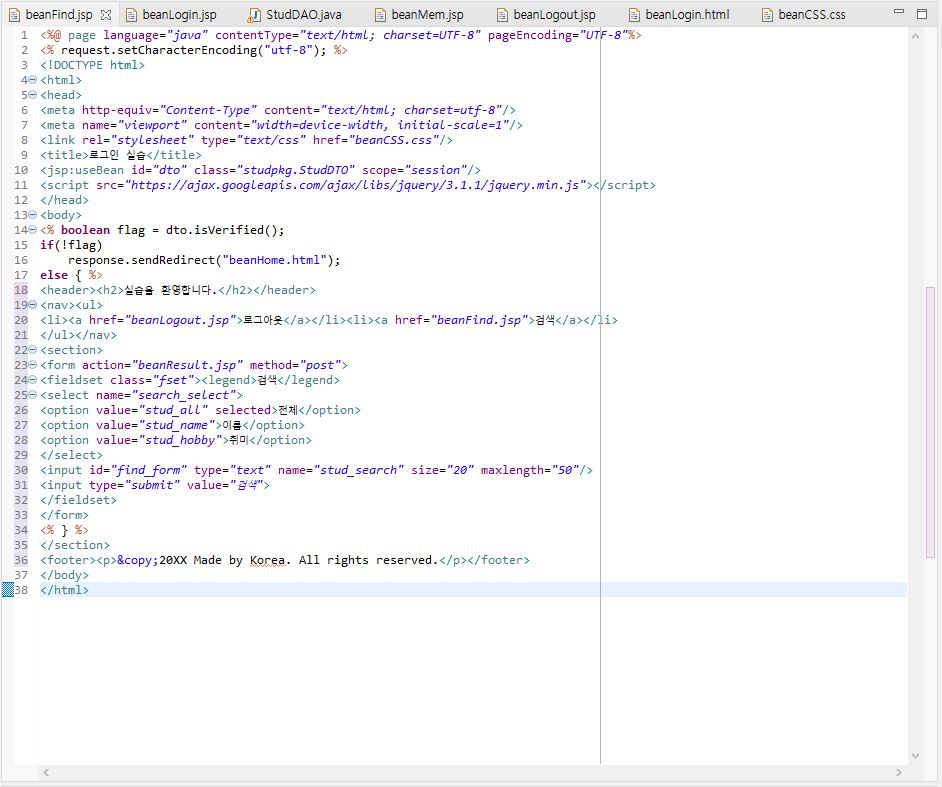 beanFind.jsp beanLogin.jsp StudDAO.java beanMem.jsp beanLogout.jsp beanLogin.html beanCSS.css
1 <%@ page language="java" contentType="text/html; charset=UTF-8" pageEncoding="UTF-8"%>
2 <% request.setCharacterEncoding("utf-8"); %>
3 <!DOCTYPE html>
4 <html>
5 <head>
6 <meta http-equiv="Content-Type" content="text/html; charset=utf-8"/>
7 <meta name="viewport" content="width=device-width, initial-scale=1"/>
8 <link rel="stylesheet" type="text/css" href="beanCSS.css"/>
9 <title>로그인 실습</title>
10 <jsp:useBean id="dto" class="studpkg.StudDTO" scope="session"/>
11 <script src="https://ajax.googleapis.com/ajax/libs/jquery/3.1.1/jquery.min.js"></script>
12 </head>
13 <body>
14 <% boolean flag = dto.isVerified();
15 if(!flag)
16     response.sendRedirect("beanHome.html");
17 else { %>
18 <header><h2>실습을 환영합니다.</h2></header>
19 <nav><ul>
20 <li><a href="beanLogout.jsp">로그아웃</a></li><li><a href="beanFind.jsp">검색</a></li>
21 </ul></nav>
22 <section>
23 <form action="beanResult.jsp" method="post">
24 <fieldset class="fset"><legend>검색</legend>
25 <select name="search_select">
26 <option value="stud_all" selected>전체</option>
27 <option value="stud_name">이름</option>
28 <option value="stud_hobby">취미</option>
29 </select>
30 <input id="find_form" type="text" name="stud_search" size="20" maxlength="50"/>
31 <input type="submit" value="검색">
32 </fieldset>
33 </form>
34 <% } %>
35 </section>
36 <footer><p>&copy;20XX Made by Korea. All rights reserved.</p></footer>
37 </body>
38 </html>